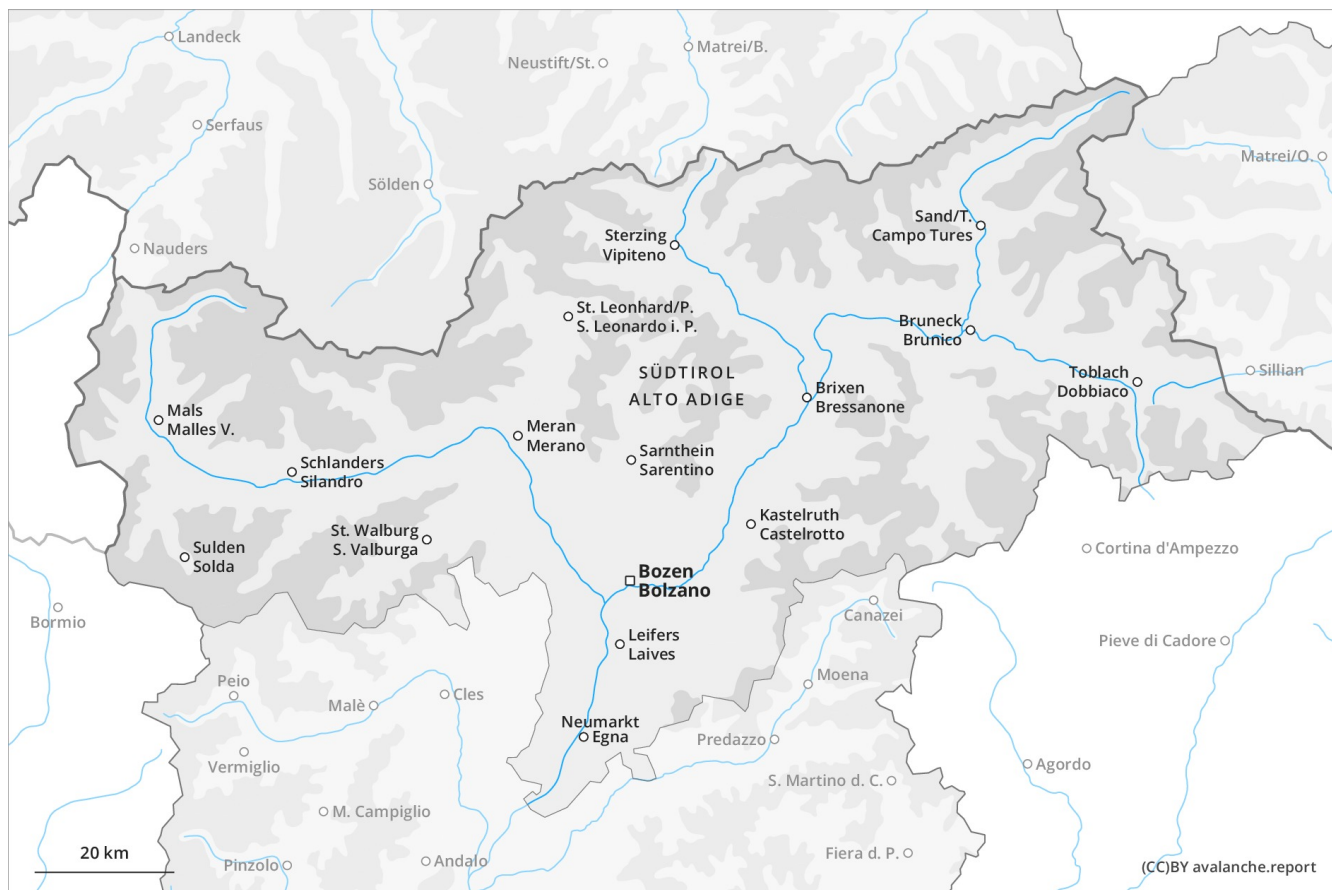 Landeck
Matrei/B.
Neustift/St.
Serfaus
Matrei/O.
Sölden
Sand/T.
Campo Tures
Sterzing
Vipiteno
Nauders
St. Leonhard/P.
S. Leonardo i. P.
Bruneck
Brunico
SÜDTIROL
ALTO ADIGE
Toblach
Dobbiaco
Sillian
Brixen
Bressanone
Mals
Malles V.
Meran
Merano
Sarnthein
Sarentino
Schlanders
Silandro
Kastelruth
Castelrotto
St. Walburg
S. Valburga
Sulden
Solda
Cortina d'Ampezzo
Bozen
Bolzano
Bormio
Canazei
Leifers
Laives
Pieve di Cadore
Peio
Moena
Malè
Cles
Neumarkt
Egna
Predazzo
Vermiglio
Agordo
S. Martino d. C.
M. Campiglio
20 km
Pinzolo
Andalo
Fiera d. P.
(CC)BY avalanche.report